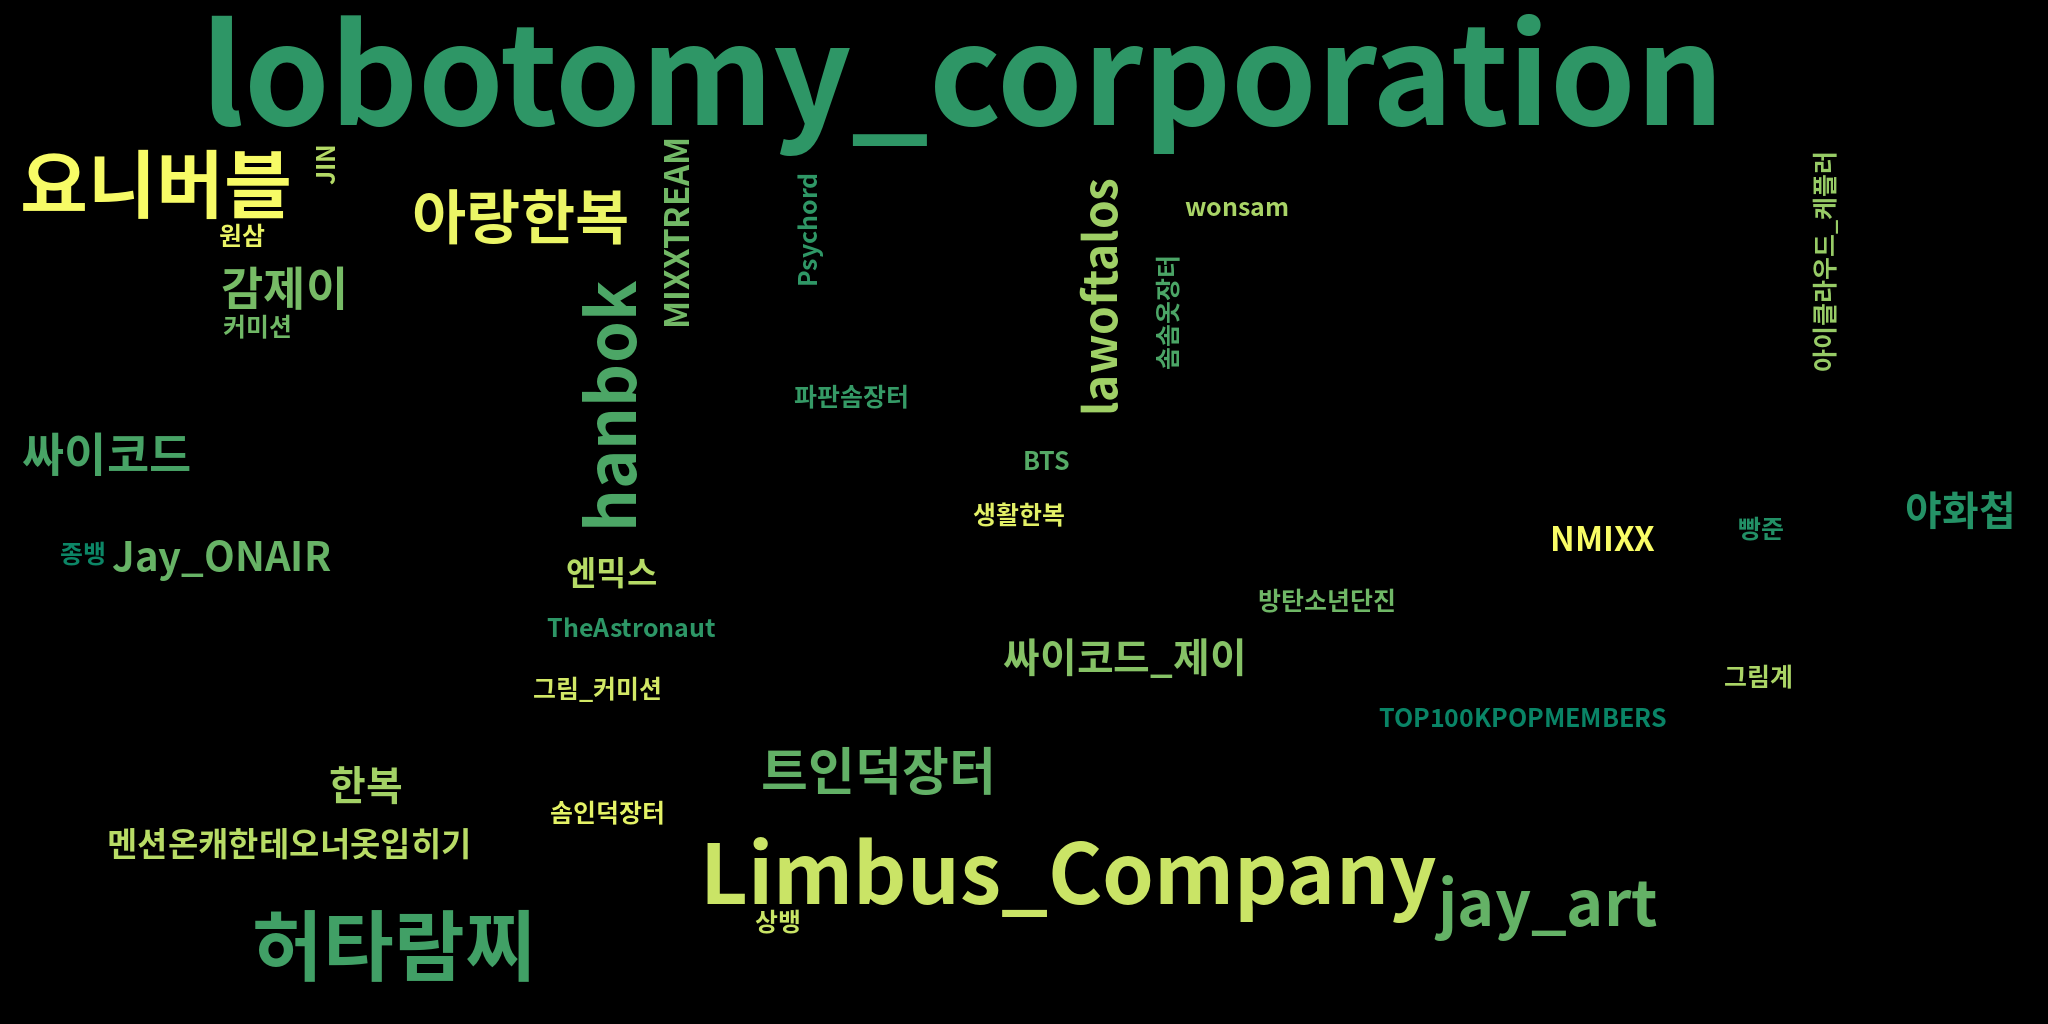 lobotomy_corporation
요니버블
JIN
아랑한복
MIXXTREAM
Psychord
lawoftalos
wonsam
아이클라우드_케플러
원삼
감제이
커미션
hanbok
솜솜옷장터
파판솜장터
싸이코드
BTS
생활한복
NMIXX
빵준
야화첩
종뱅
Jay_ONAIR
엔믹스
방탄소년단진
TheAstronaut
싸이코드_제이
그림_커미션
그림계
TOP100KPOPMEMBERS
한복
트인덕장터
솜인덕장터
멘션온캐한테오너옷입히기
Limbus_Company
jay_art
상뱅
허타람찌